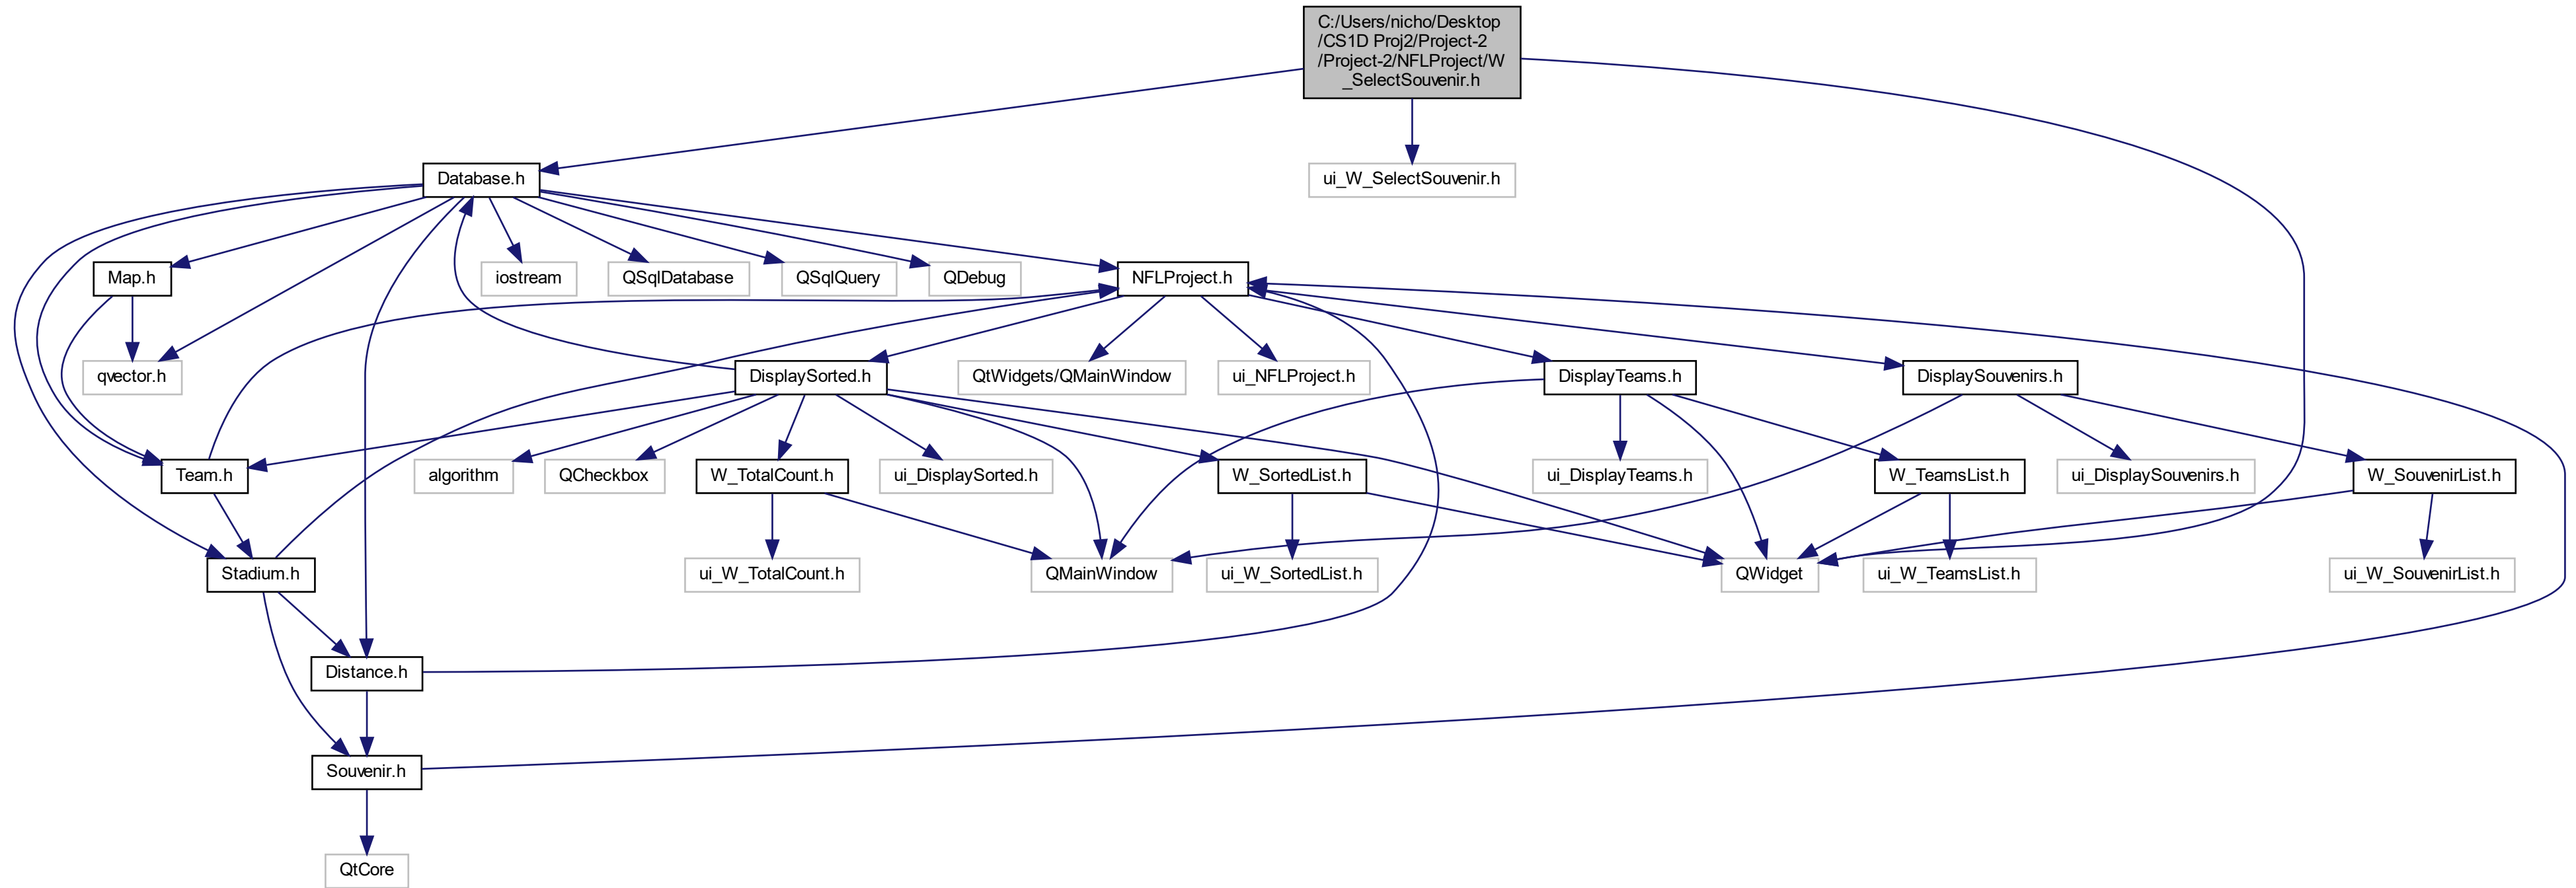 C:/Users/nicho/Desktop
/CS1D Proj2/Project-2
/Project-2/NFLProject/W
_SelectSouvenir.h
Database.h
ui_W_SelectSouvenir.h
Map.h
iostream
QSqlDatabase
QSqlQuery
QDebug
NFLProject.h
qvector.h
DisplaySorted.h
QtWidgets/QMainWindow
ui_NFLProject.h
DisplayTeams.h
DisplaySouvenirs.h
Team.h
algorithm
QCheckbox
W_TotalCount.h
ui_DisplaySorted.h
W_SortedList.h
ui_DisplayTeams.h
W_TeamsList.h
ui_DisplaySouvenirs.h
W_SouvenirList.h
Stadium.h
ui_W_TotalCount.h
QMainWindow
ui_W_SortedList.h
QWidget
ui_W_TeamsList.h
ui_W_SouvenirList.h
Distance.h
Souvenir.h
QtCore